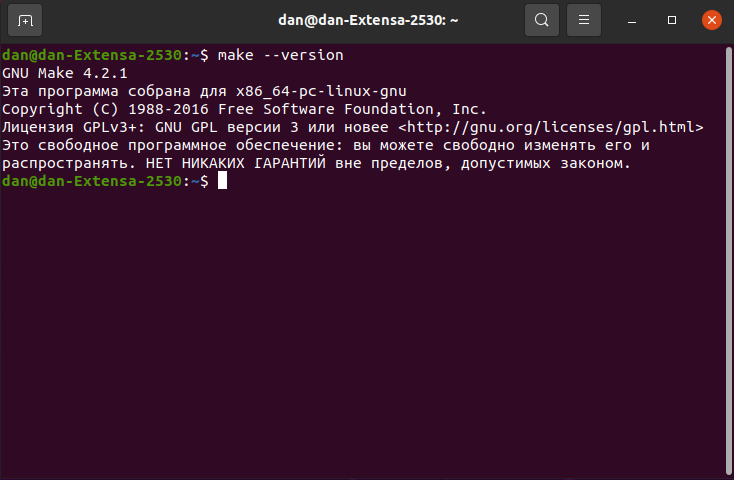 dan@dan-Extensa-2530: ~
dan@dan-Extensa-2530:~$ make --version
GNU Make 4.2.1
Эта программа собрана для x86_64-pc-linux-gnu
Copyright (C) 1988-2016 Free Software Foundation, Inc.
Лицензия GPLv3+: GNU GPL версии 3 или новее <http://gnu.org/licenses/gpl.html>
Это свободное программное обеспечение: вы можете свободно изменять его и
распространять. НЕТ НИКАКИХ ГАРАНТИЙ вне пределов, допустимых законом.
dan@dan-Extensa-2530:~$